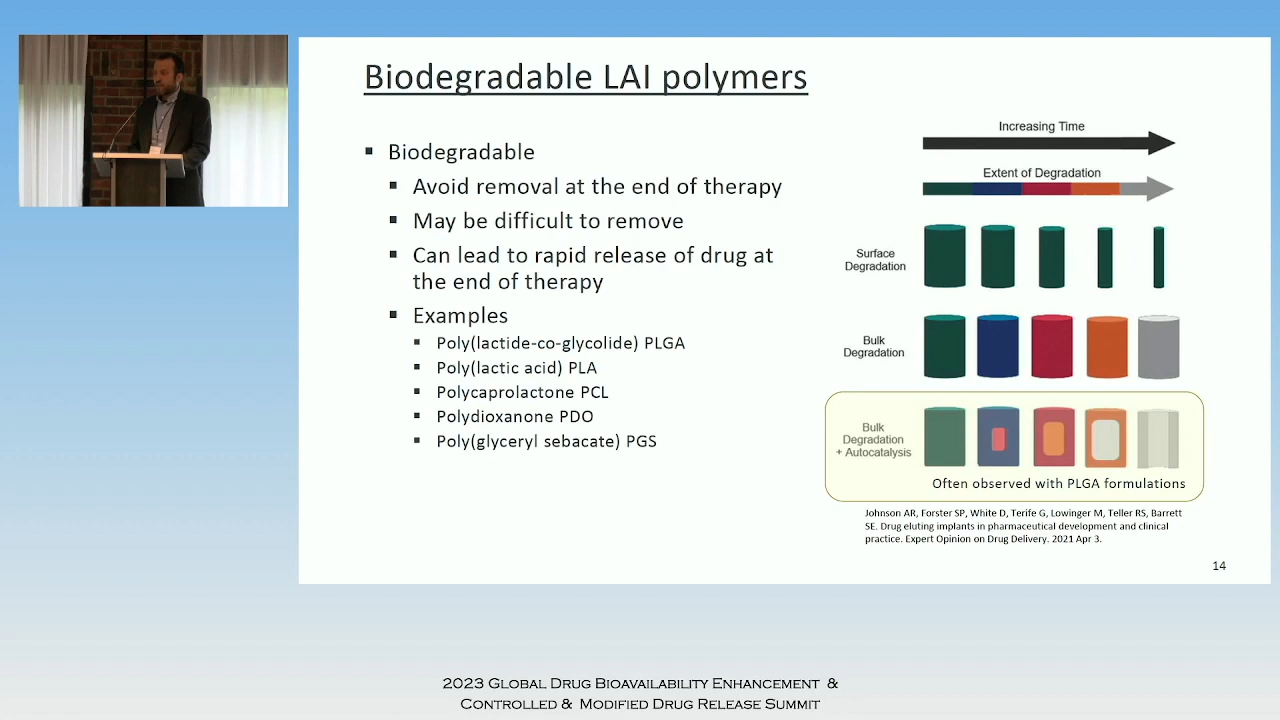 Biodegradable LAI polymers
▪ Biodegradable
▪ Avoid removal at the end of therapy
▪ May be difficult to remove
▪ Can lead to rapid release of drug at
the end of therapy
▪ Examples
▪ Poly(lactide-co-glycolide) PLGA
▪ Poly(lactic acid) PLA
▪ Polycaprolactone PCL
▪ Polydioxanone PDO
▪ Poly(glyceryl sebacate) PGS
Increasing Time
Extent of Degradation
Surface
Degradation
Bulk
Degradation
Bulk
Degradation
+ Autocatalysis
Often observed with PLGA formulations
Johnson AR, Forster SP, White D, Terife G, Lowinger M, Teller RS, Barrett
SE. Drug eluting implants in pharmaceutical development and clinical
practice. Expert Opinion on Drug Delivery. 2021 Apr 3.
14
2023 Global Drug Bioavailability Enhancement &
Controlled & Modified Drug Release Summit